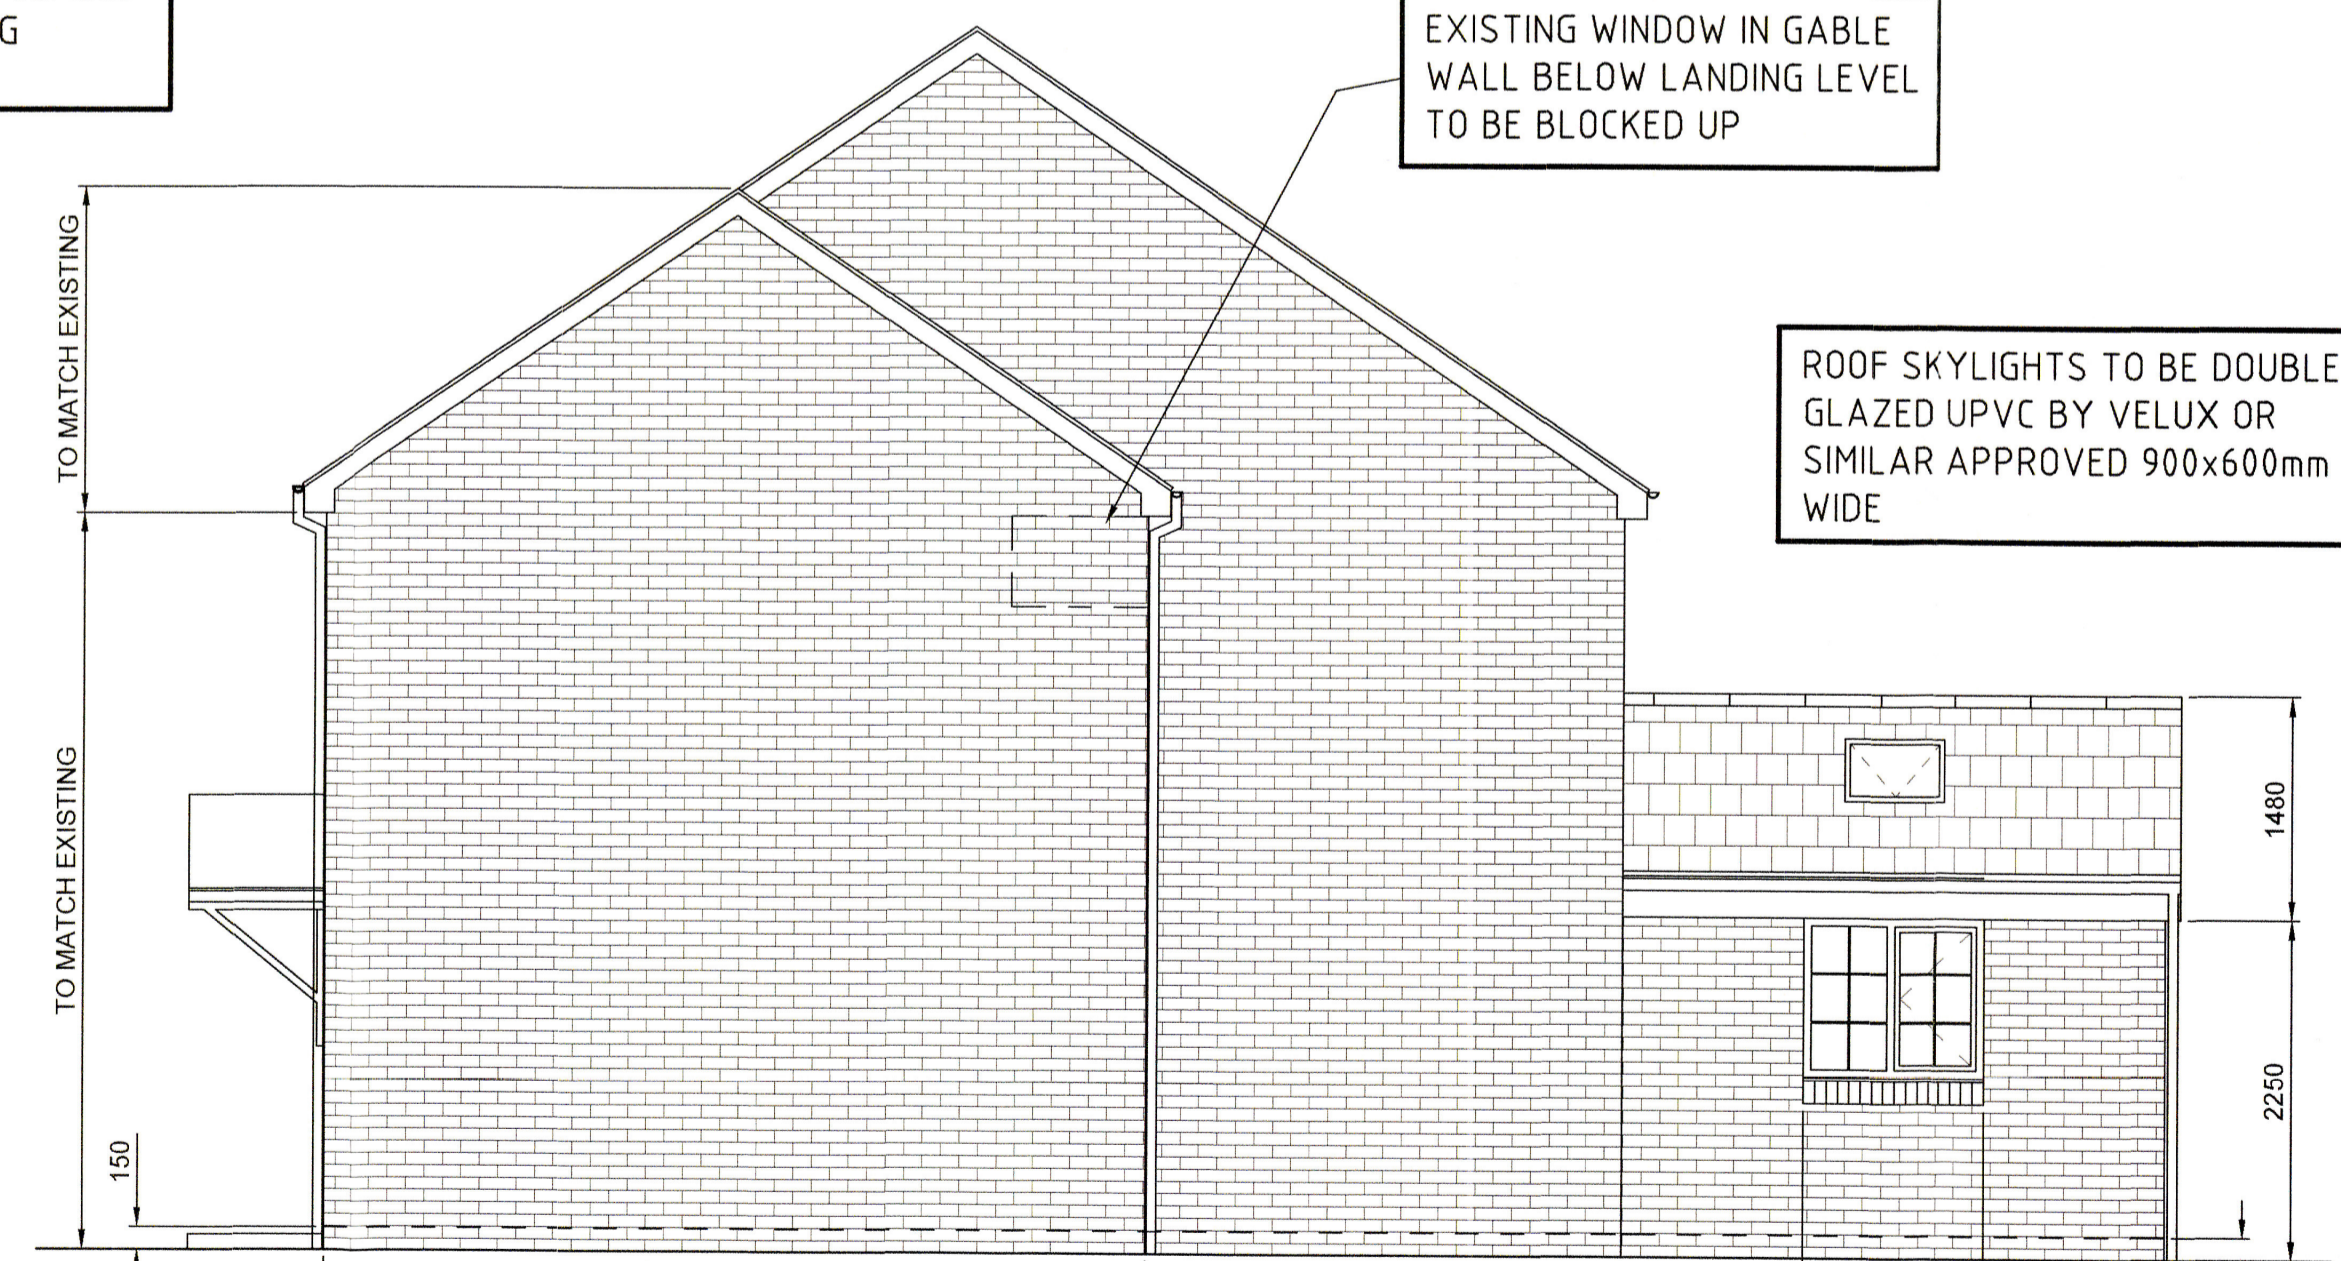 G
EXISTING WINDOW IN GABLE
WALL BELOW LANDING LEVEL
TO BE BLOCKED UP
TO MATCH EXISTING
ROOF SKYLIGHTS TO BE DOUBLE
GLAZED UPVC BY VELUX OR
SIMILAR APPROVED 900x600mm
WIDE
TO MATCH EXISTING
1480
2250
150